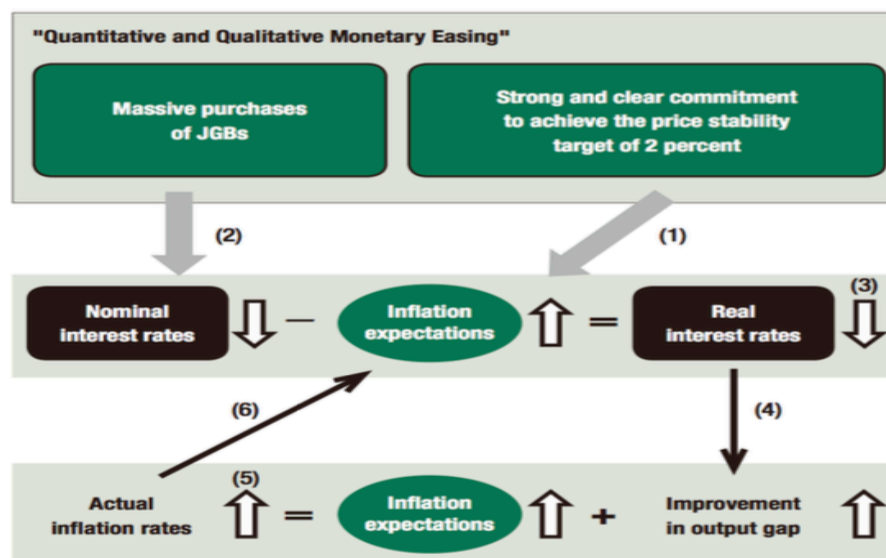 "Quantitative and Qualitative Monetary Easing"
Massive purchases
of JGBs
Strong and clear commitment
to achieve the price stability
target of 2 percent
(2)
(1)
Nominal
interest rates
−
Inflation
expectations
=
Real
interest rates
(3)
(6)
(4)
Actual
inflation rates
(5)
=
Inflation
expectations
+
Improvement
in output gap